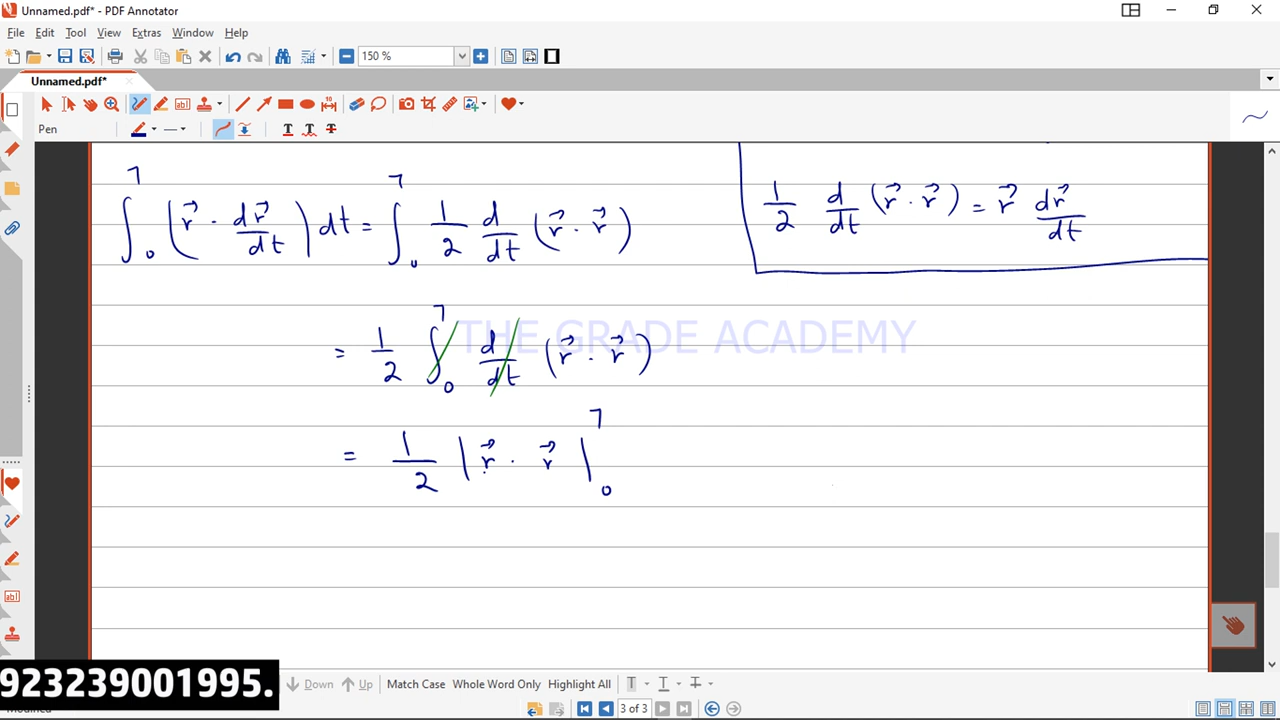 Unnamed.pdf* - PDF Annotator
File Edit Tool View Extras Window Help
150 %
Unnamed.pdf*
Pen
∫₀⁷ (r⃗ · dr⃗/dt) dt = ∫₀⁷ 1/2 d/dt (r⃗ · r⃗)
1/2 d/dt (r⃗ · r⃗) = r⃗ dr⃗/dt
THE GRADE ACADEMY
= 1/2 ∫₀⁷ d/dt (r⃗ · r⃗)
= 1/2 |r⃗ · r⃗|₀⁷
923239001995.
Down Up Match Case Whole Word Only Highlight All T T T
3 of 3